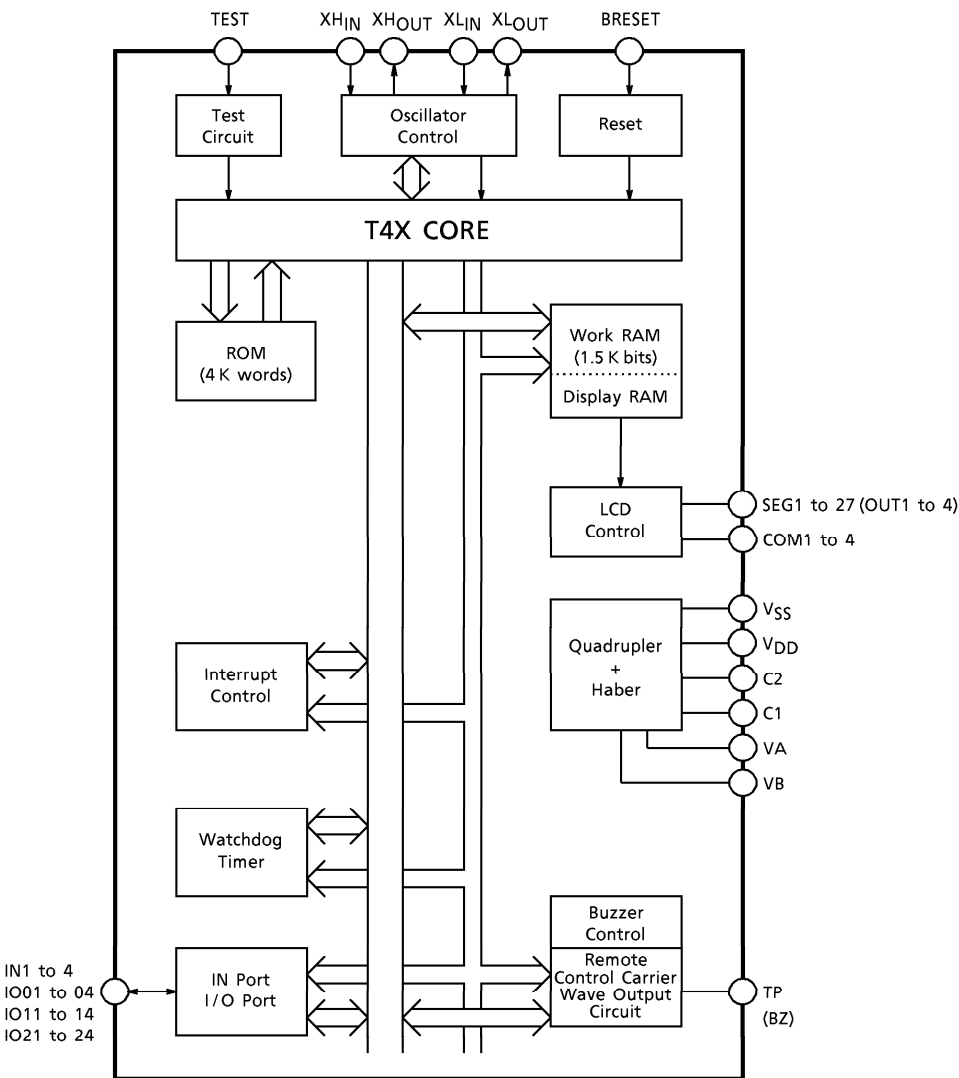 TEST
XHIN XHOUT XLIN XLOUT
BRESET
Test
Circuit
Oscillator
Control
Reset
T4X CORE
ROM
(4 K words)
Work RAM
(1.5 K bits)
Display RAM
LCD
Control
SEG1 to 27 (OUT1 to 4)
COM1 to 4
Quadrupler
+
Haber
VSS
VDD
C2
C1
VA
VB
Interrupt
Control
Watchdog
Timer
IN1 to 4
IO01 to 04
IO11 to 14
IO21 to 24
IN Port
I/O Port
Buzzer
Control
Remote
Control Carrier
Wave Output
Circuit
TP
(BZ)